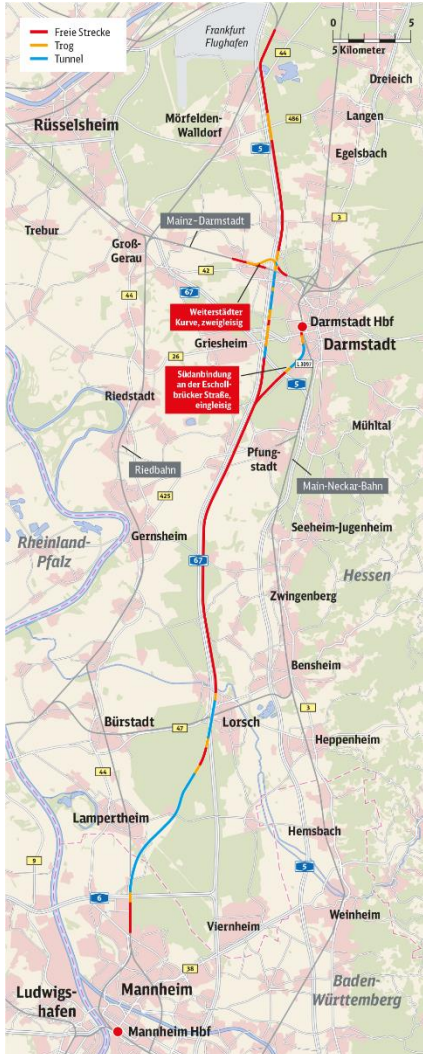 Freie Strecke
Trog
Tunnel
Frankfurt
Flughafen
0
5
5 Kilometer
44
Dreieich
Rüsselsheim
Mörfelden-
Walldorf
486
Langen
5
Egelsbach
Trebur
Mainz-Darmstadt
3
Groß-
Gerau
42
67
44
Weiterstädter
Kurve, zweigleisig
Darmstadt Hbf
Griesheim
Darmstadt
26
Südanbindung
an der Escholl-
brücker Straße,
eingleisig
L 3097
5
Riedstadt
Mühltal
Pfung-
stadt
Riedbahn
Main-Neckar-Bahn
425
Gernsheim
Seeheim-Jugenheim
Rheinland-
Pfalz
67
Hessen
Zwingenberg
Bensheim
Bürstadt
Lorsch
3
47
Heppenheim
44
Lampertheim
Hemsbach
9
5
6
Weinheim
Viernheim
38
Mannheim
Ludwigs-
hafen
Baden-
Württemberg
Mannheim Hbf